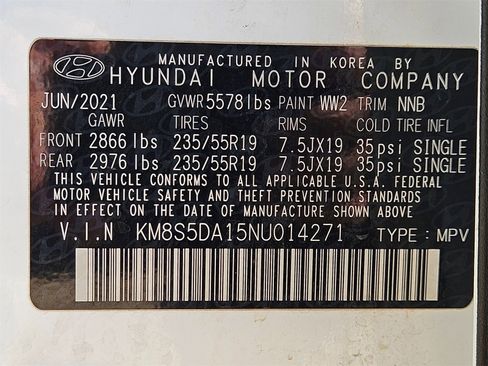 MANUFACTURED IN KOREA BY
HYUNDAI MOTOR COMPANY
JUN/2021 GVWR 5578 lbs PAINT WW2 TRIM NNB
GAWR TIRES RIMS COLD TIRE INFL
FRONT 2866 lbs 235/55R19 7.5JX19 35psi SINGLE
REAR 2976 lbs 235/55R19 7.5JX19 35psi SINGLE
THIS VEHICLE CONFORMS TO ALL APPLICABLE U.S.A. FEDERAL
MOTOR VEHICLE SAFETY AND THEFT PREVENTION STANDARDS
IN EFFECT ON THE DATE OF MANUFACTURE SHOWN ABOVE.
V.I.N KM8S5DA15NU014271 - TYPE : MPV